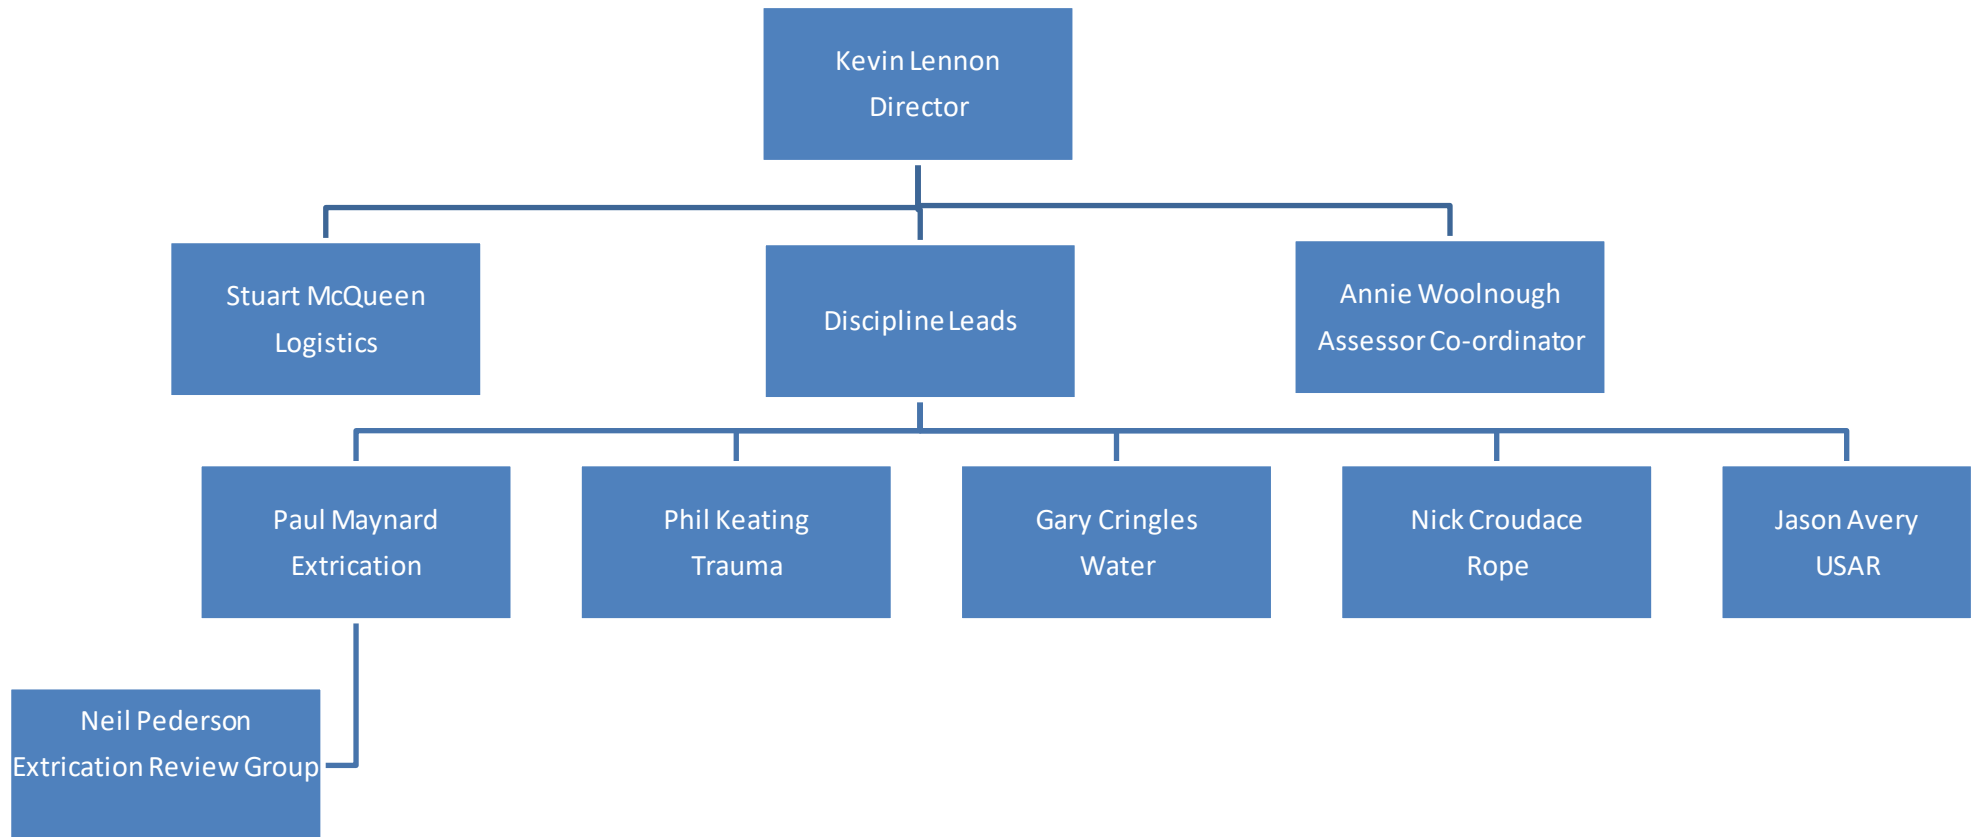 Kevin Lennon
Director
Stuart McQueen
Logistics
Discipline Leads
Annie Woolnough
Assessor Co-ordinator
Paul Maynard
Extrication
Phil Keating
Trauma
Gary Cringles
Water
Nick Croudace
Rope
Jason Avery
USAR
Neil Pederson
Extrication Review Group